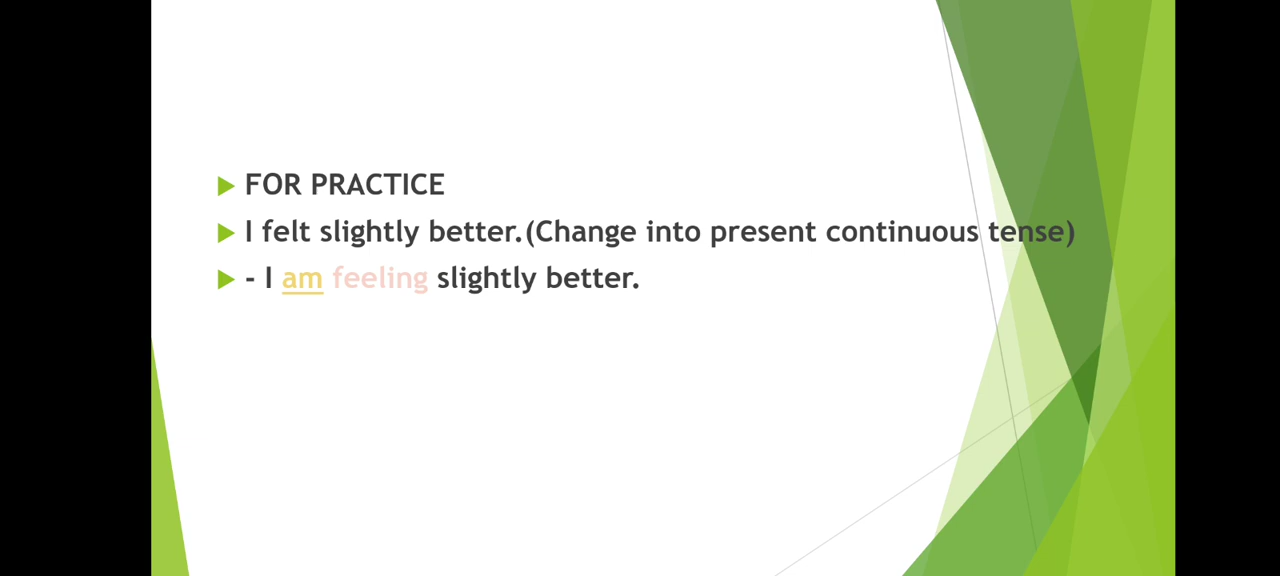 FOR PRACTICE
I felt slightly better.(Change into present continuous tense)
- I am feeling slightly better.